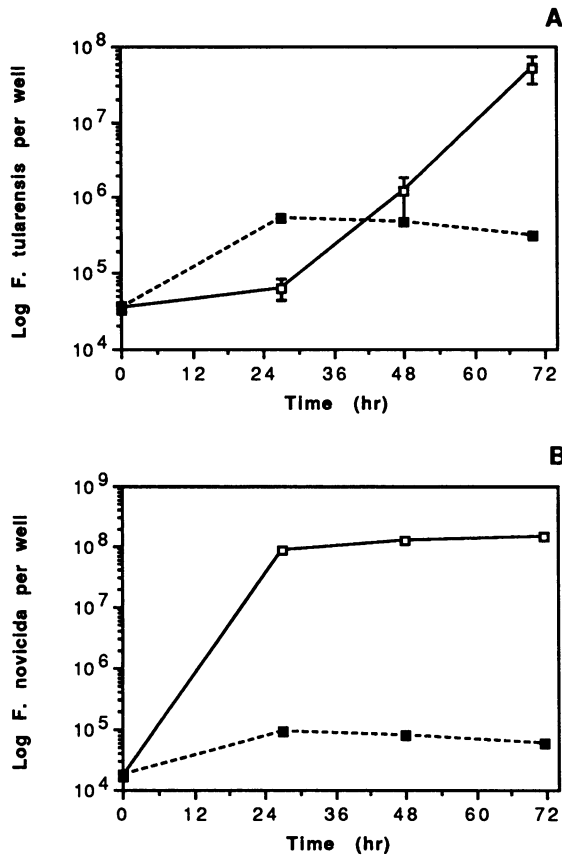 A
Log F. tularensis per well
10^8
10^7
10^6
10^5
10^4
0 12 24 36 48 60 72
Time (hr)
B
Log F. novicida per well
10^9
10^8
10^7
10^6
10^5
10^4
0 12 24 36 48 60 72
Time (hr)